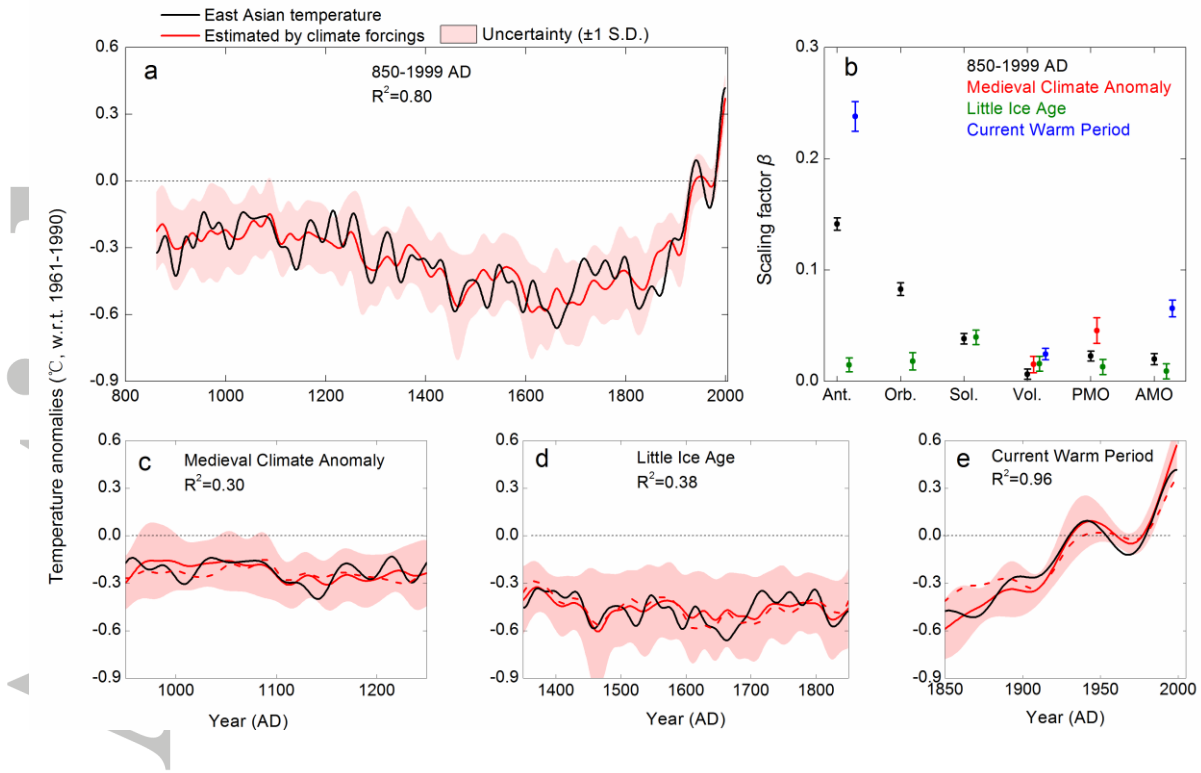 East Asian temperature
Estimated by climate forcings
Uncertainty (±1 S.D.)
Temperature anomalies (℃, w.r.t. 1961-1990)
0.6
0.3
0.0
-0.3
-0.6
-0.9
a
850-1999 AD
R²=0.80
800 1000 1200 1400 1600 1800 2000
Scaling factor β
0.3
0.2
0.1
0.0
b
850-1999 AD
Medieval Climate Anomaly
Little Ice Age
Current Warm Period
Ant. Orb. Sol. Vol. PMO AMO
0.6
0.3
0.0
-0.3
-0.6
-0.9
c
Medieval Climate Anomaly
R²=0.30
1000 1100 1200
Year (AD)
0.6
0.3
0.0
-0.3
-0.6
-0.9
d
Little Ice Age
R²=0.38
1400 1500 1600 1700 1800
Year (AD)
0.6
0.3
0.0
-0.3
-0.6
-0.9
e
Current Warm Period
R²=0.96
1850 1900 1950 2000
Year (AD)